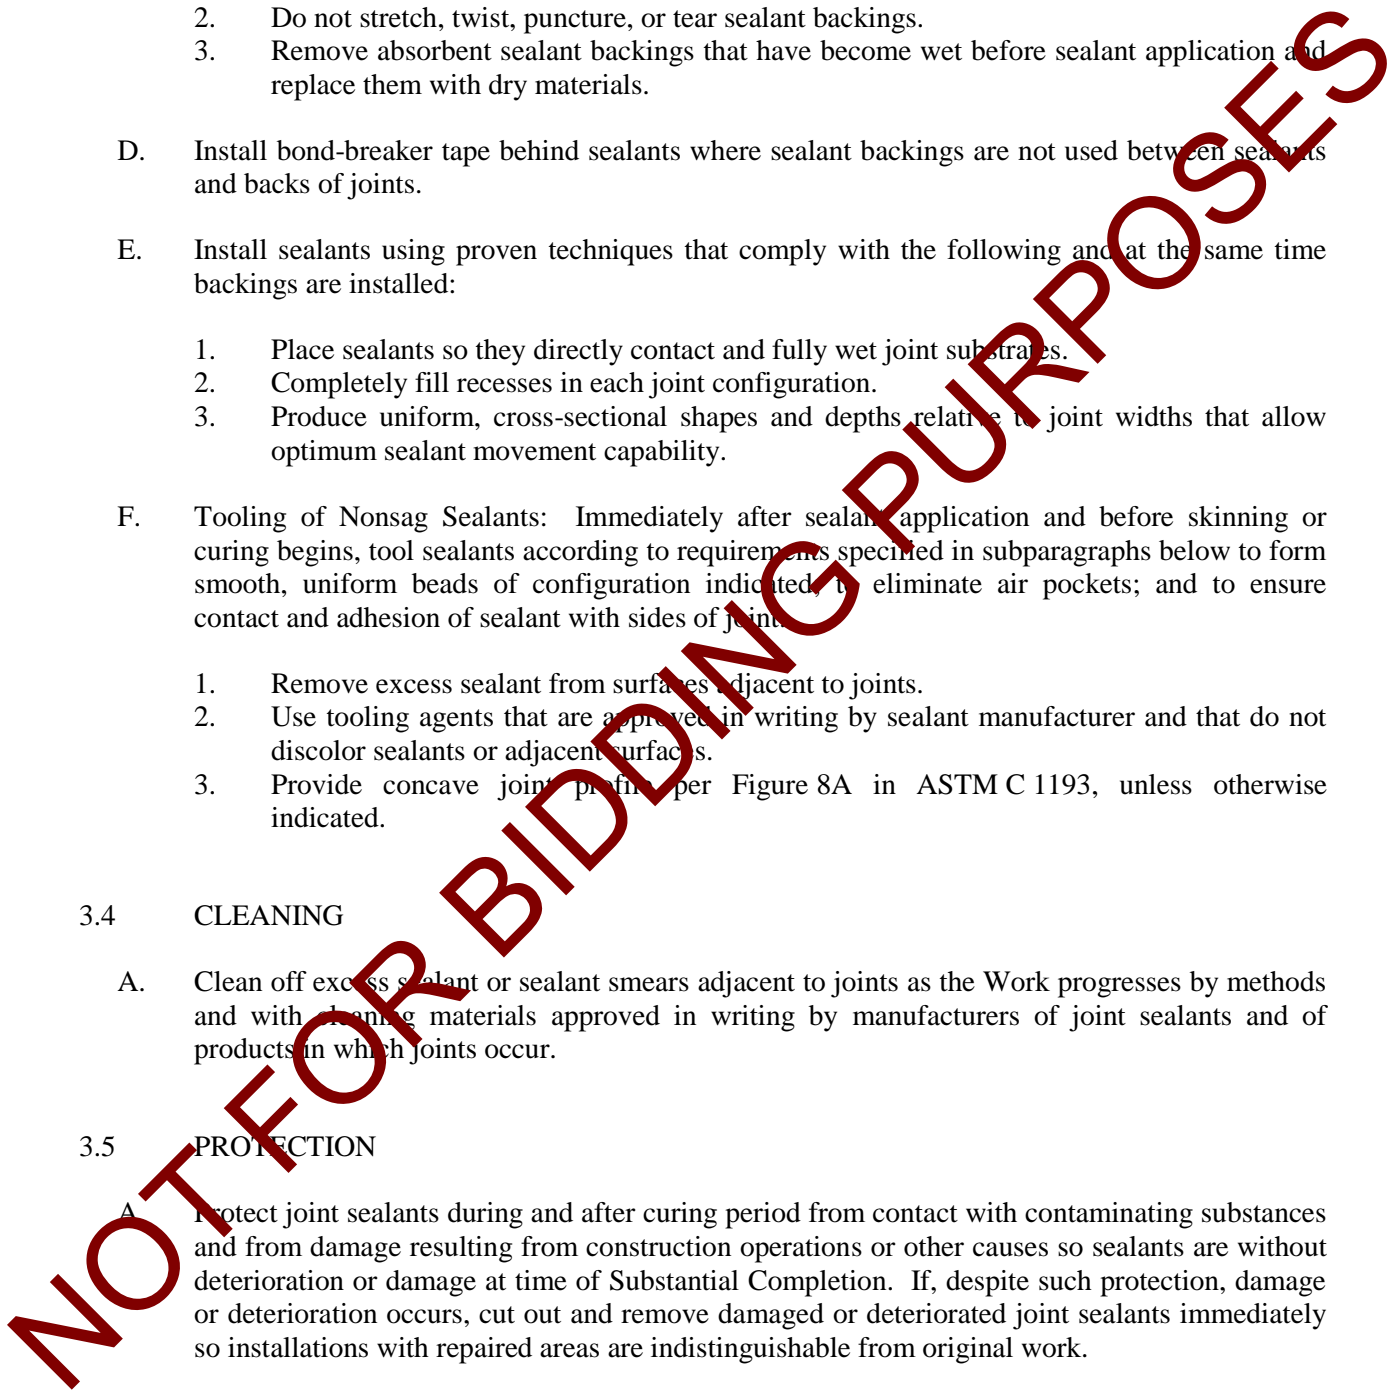 2. Do not stretch, twist, puncture, or tear sealant backings.
3. Remove absorbent sealant backings that have become wet before sealant application and
replace them with dry materials.
D. Install bond-breaker tape behind sealants where sealant backings are not used between sealants
and backs of joints.
E. Install sealants using proven techniques that comply with the following and at the same time
backings are installed:
1. Place sealants so they directly contact and fully wet joint substrates.
2. Completely fill recesses in each joint configuration.
3. Produce uniform, cross-sectional shapes and depths relative to joint widths that allow
optimum sealant movement capability.
F. Tooling of Nonsag Sealants: Immediately after sealant application and before skinning or
curing begins, tool sealants according to requirements specified in subparagraphs below to form
smooth, uniform beads of configuration indicated; to eliminate air pockets; and to ensure
contact and adhesion of sealant with sides of joint.
1. Remove excess sealant from surfaces adjacent to joints.
2. Use tooling agents that are approved in writing by sealant manufacturer and that do not
discolor sealants or adjacent surfaces.
3. Provide concave joint profile per Figure 8A in ASTM C 1193, unless otherwise
indicated.
3.4 CLEANING
A. Clean off excess sealant or sealant smears adjacent to joints as the Work progresses by methods
and with cleaning materials approved in writing by manufacturers of joint sealants and of
products in which joints occur.
3.5 PROTECTION
A. Protect joint sealants during and after curing period from contact with contaminating substances
and from damage resulting from construction operations or other causes so sealants are without
deterioration or damage at time of Substantial Completion. If, despite such protection, damage
or deterioration occurs, cut out and remove damaged or deteriorated joint sealants immediately
so installations with repaired areas are indistinguishable from original work.
NOT FOR BIDDING PURPOSES